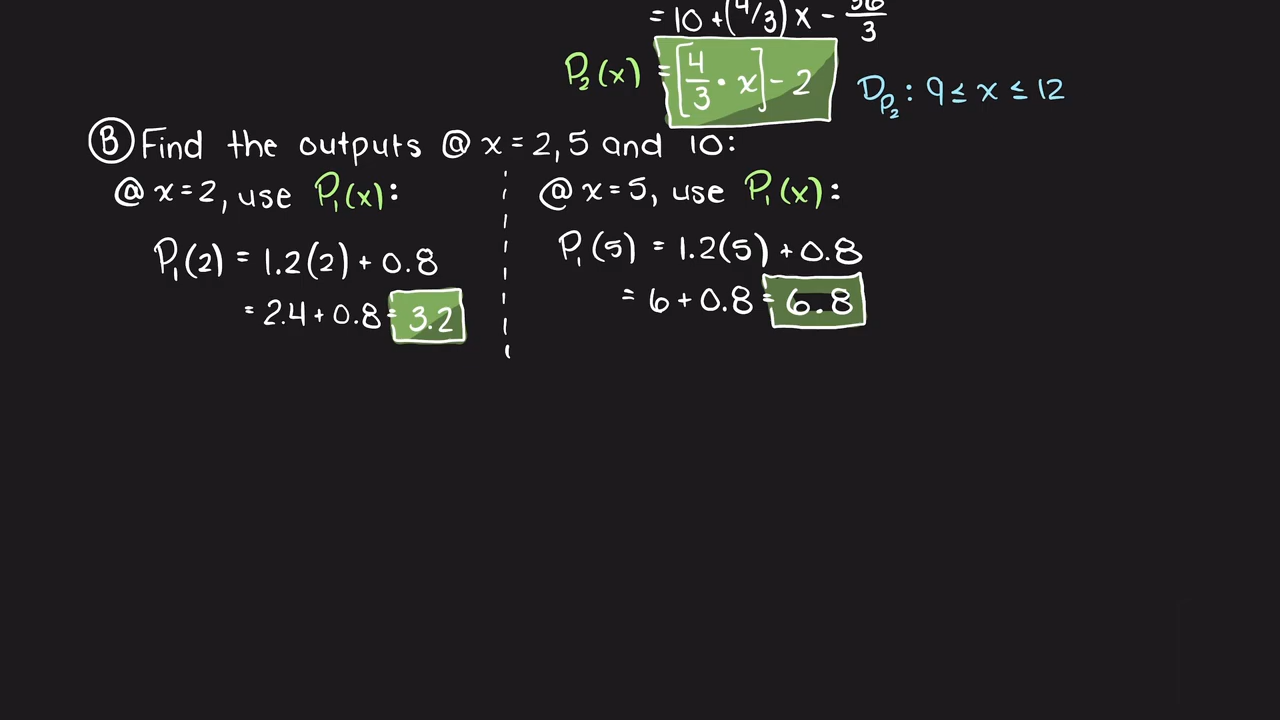 = 10 + (4/3) x - 36/3
P₂(x) = [4/3 · x] - 2
D_P₂ : 9 ≤ x ≤ 12
Ⓑ Find the outputs @ x = 2, 5 and 10:
@ x = 2, use P₁(x):
P₁(2) = 1.2(2) + 0.8
= 2.4 + 0.8 = 3.2
@ x = 5, use P₁(x):
P₁(5) = 1.2(5) + 0.8
= 6 + 0.8 = 6.8